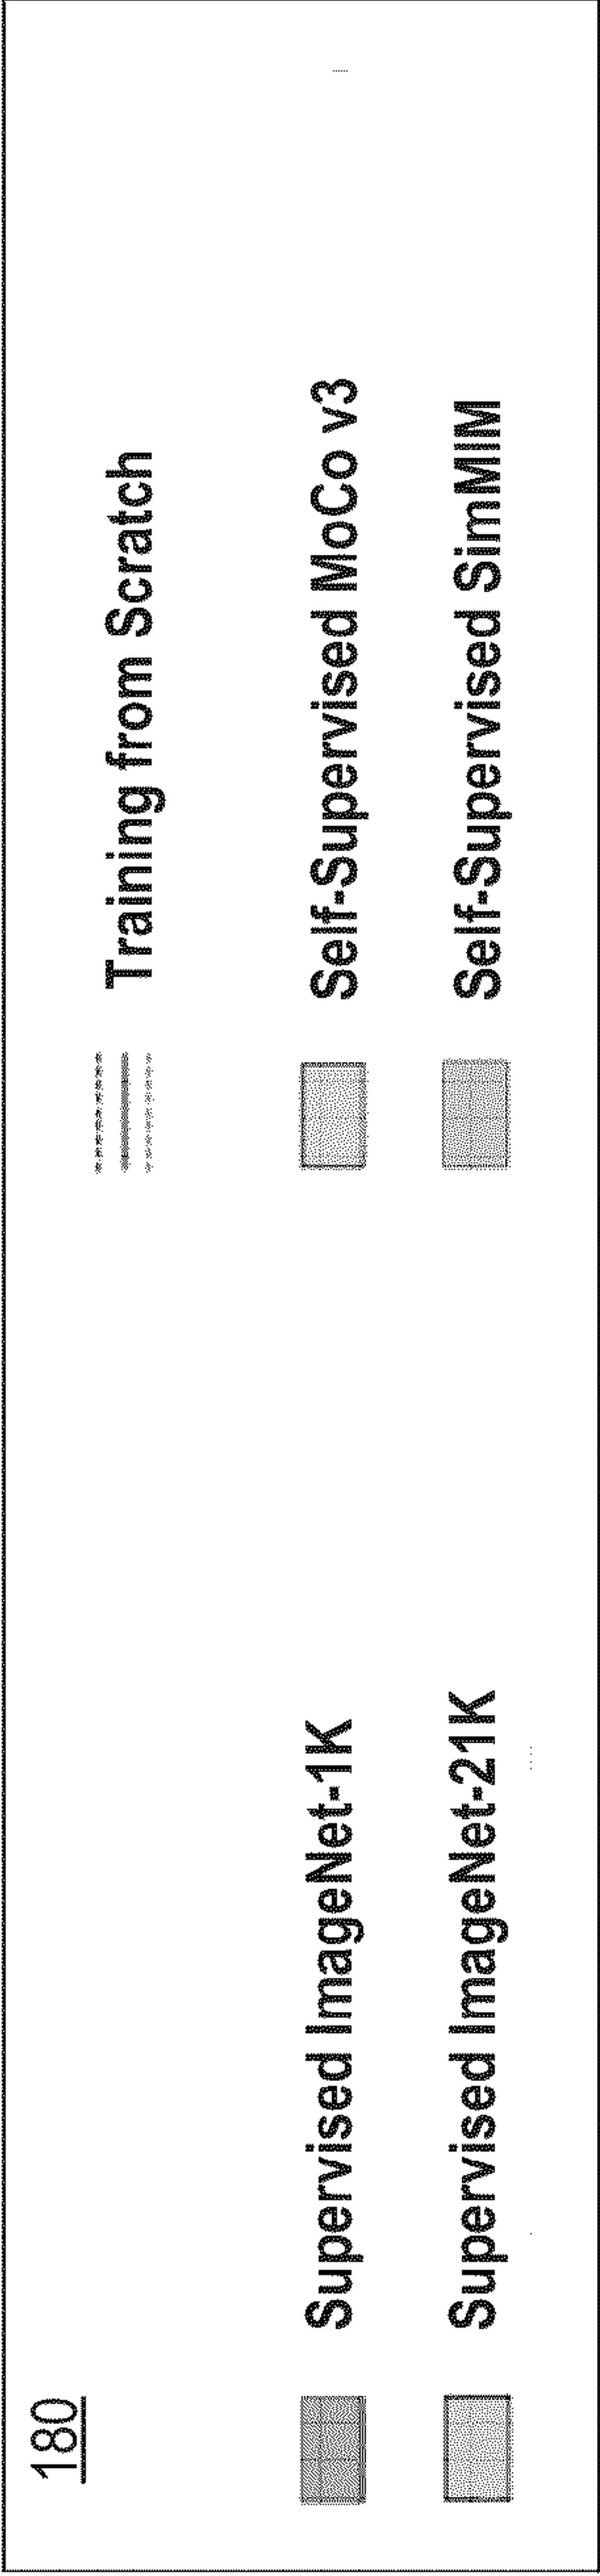 180
Training from Scratch
Supervised ImageNet-1K
Self-Supervised MoCo v3
Supervised ImageNet-21K
Self-Supervised SimMIM